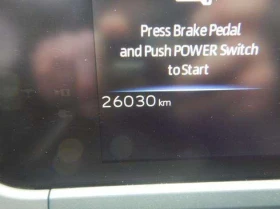 Press Brake Pedal
and Push POWER Switch
to Start
26030 km